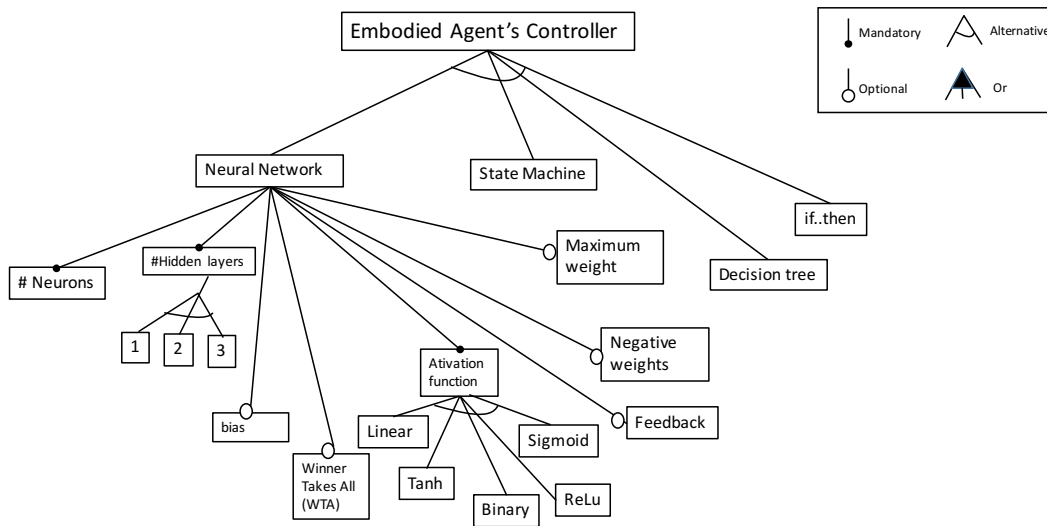 Embodied Agent's Controller
Mandatory
Alternative
Optional
Or
Neural Network
State Machine
if..then
Decision tree
# Neurons
#Hidden layers
1
2
3
Maximum
weight
Negative
weights
Ativation
function
Feedback
bias
Linear
Sigmoid
Winner
Takes All
(WTA)
Tanh
Binary
ReLu